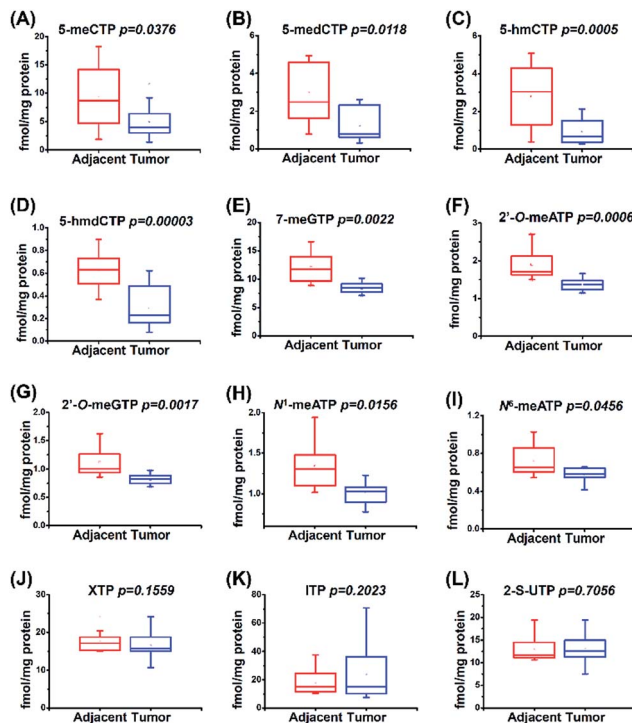 (A) 5-meCTP p=0.0376
fmol/mg protein
20
15
10
5
0
Adjacent Tumor
(B) 5-medCTP p=0.0118
fmol/mg protein
6
4
2
0
Adjacent Tumor
(C) 5-hmCTP p=0.0005
fmol/mg protein
6
4
2
0
Adjacent Tumor
(D) 5-hmdCTP p=0.00003
fmol/mg protein
1.0
0.8
0.6
0.4
0.2
0.0
Adjacent Tumor
(E) 7-meGTP p=0.0022
fmol/mg protein
20
15
10
5
0
Adjacent Tumor
(F) 2'-O-meATP p=0.0006
fmol/mg protein
3
2
1
0
Adjacent Tumor
(G) 2'-O-meGTP p=0.0017
fmol/mg protein
2.0
1.5
1.0
0.5
0.0
Adjacent Tumor
(H) N1-meATP p=0.0156
fmol/mg protein
2.0
1.5
1.0
Adjacent Tumor
(I) N6-meATP p=0.0456
fmol/mg protein
1.2
0.8
0.4
0.0
Adjacent Tumor
(J) XTP p=0.1559
fmol/mg protein
30
20
10
0
Adjacent Tumor
(K) ITP p=0.2023
fmol/mg protein
80
60
40
20
0
Adjacent Tumor
(L) 2-S-UTP p=0.7056
fmol/mg protein
25
20
15
10
5
0
Adjacent Tumor